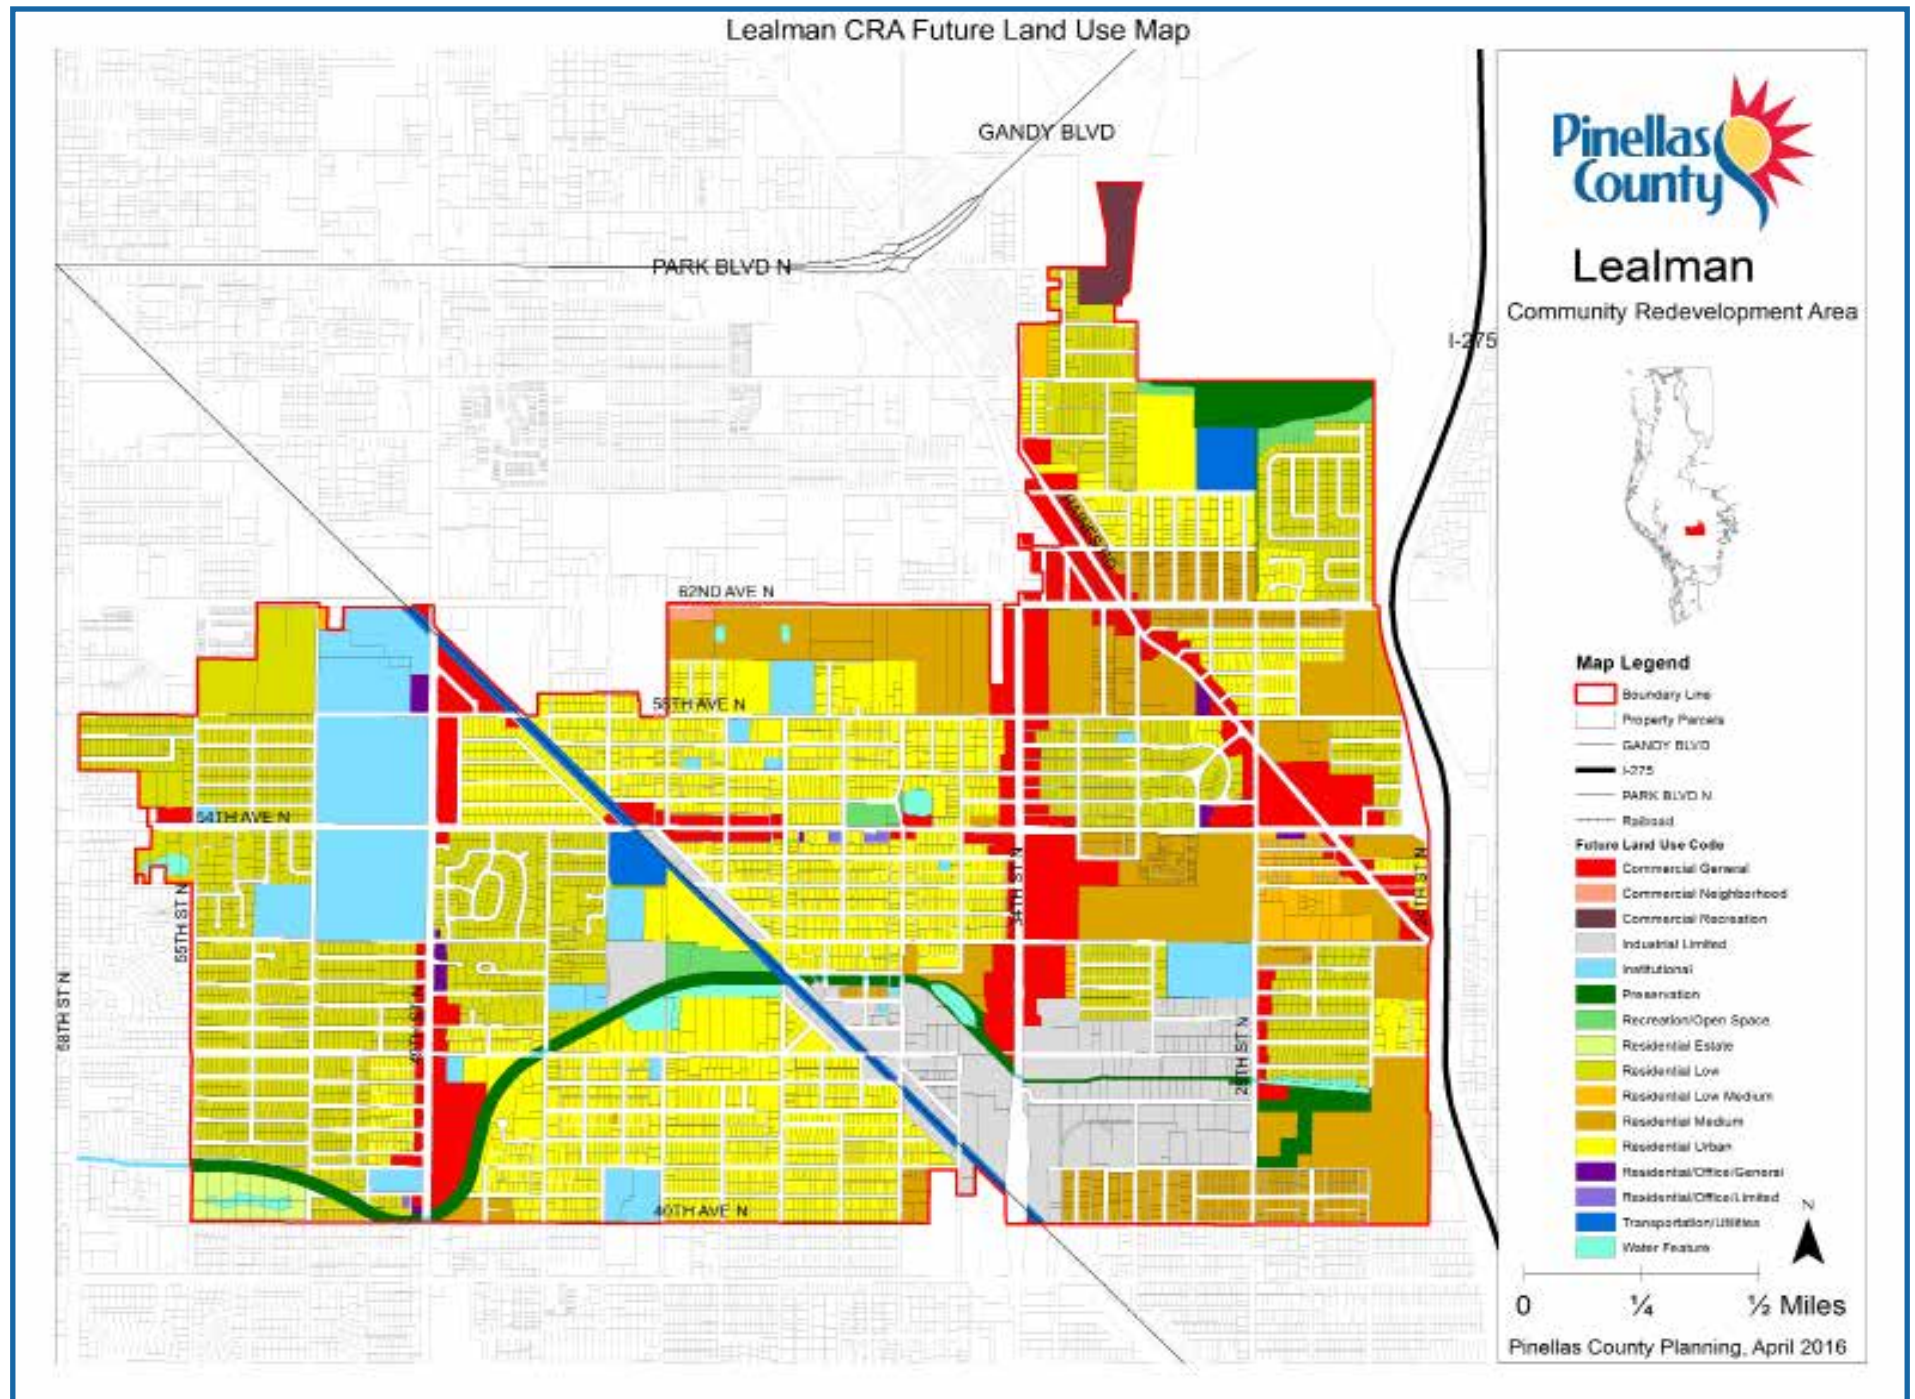 Lealman CRA Future Land Use Map
GANDY BLVD
PARK BLVD N
I-275
62ND AVE N
58TH AVE N
54TH AVE N
55TH ST N
34TH ST N
58TH ST N
28TH ST N
40TH AVE N
HAINES RD
Pinellas
County
Lealman
Community Redevelopment Area
Map Legend
Boundary Line
Property Parcels
GANDY BLVD
I-275
PARK BLVD N
Railroad
Future Land Use Code
Commercial General
Commercial Neighborhood
Commercial Recreation
Industrial Limited
Institutional
Preservation
Recreation/Open Space
Residential Estate
Residential Low
Residential Low Medium
Residential Medium
Residential Urban
Residential/Office/General
Residential/Office/Limited
Transportation/Utilities
Water Feature
N
0 ¼ ½ Miles
Pinellas County Planning, April 2016